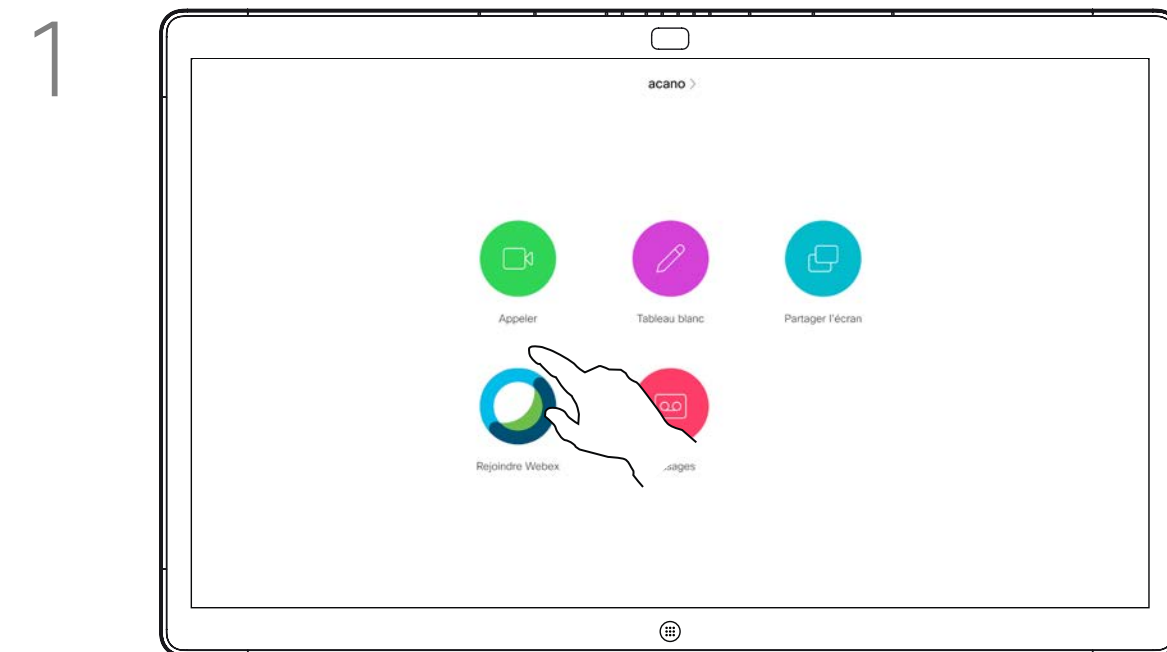 1
acano >
Appeler
Tableau blanc
Partager l'écran
Rejoindre Webex